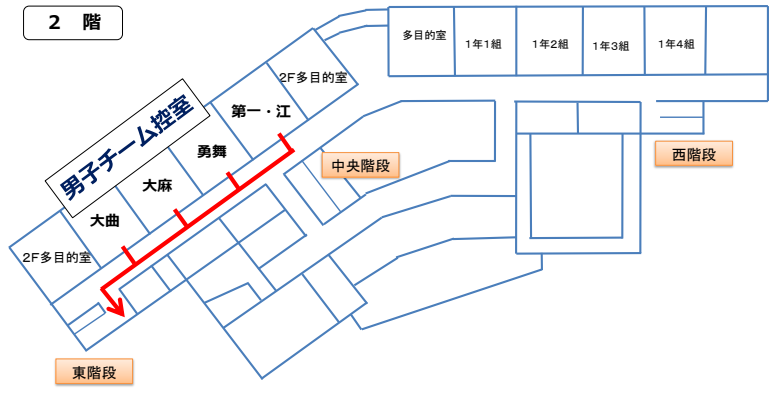 2 階
多目的室
1年1組
1年2組
1年3組
1年4組
2F多目的室
第一・江
男子チーム控室
勇舞
大麻
大曲
2F多目的室
中央階段
西階段
東階段